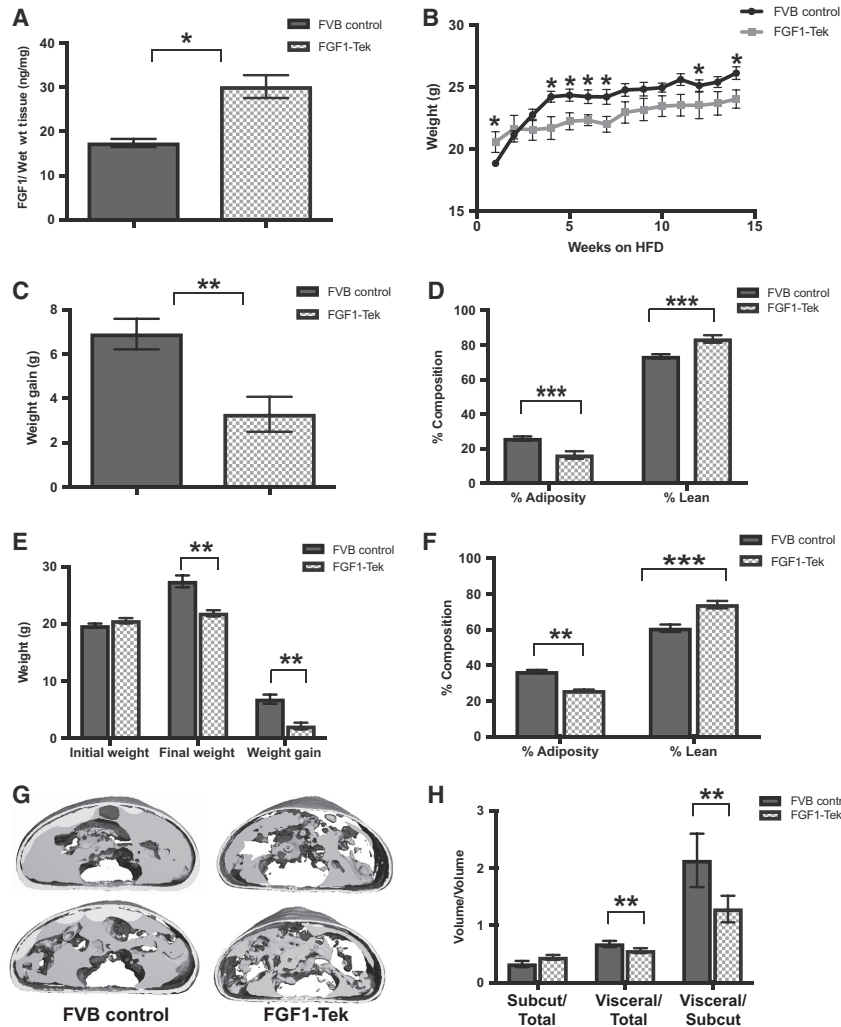 A
FVB control
FGF1-Tek
FGF1/ Wet wt tissue (ng/mg)
40
30
20
10
0
*
B
FVB control
FGF1-Tek
Weight (g)
30
25
20
15
* * * * * * *
0 5 10 15
Weeks on HFD
C
FVB control
FGF1-Tek
Weight gain (g)
8
6
4
2
0
**
D
FVB control
FGF1-Tek
% Composition
100
80
60
40
20
0
***
***
% Adiposity % Lean
E
FVB control
FGF1-Tek
Weight (g)
30
20
10
0
**
**
Initial weight Final weight Weight gain
F
FVB control
FGF1-Tek
% Composition
100
80
60
40
20
0
**
***
% Adiposity % Lean
G
FVB control FGF1-Tek
H
FVB contr
FGF1-Tek
Volume/Volume
3
2
1
0
**
**
Subcut/ Visceral/ Visceral/
Total Total Subcut